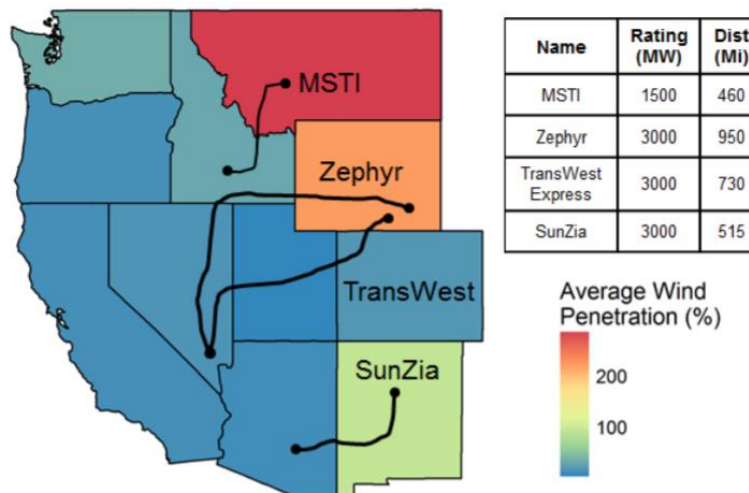 MSTI
Zephyr
TransWest
SunZia
Name Rating (MW) Dist (Mi)
MSTI 1500 460
Zephyr 3000 950
TransWest Express 3000 730
SunZia 3000 515
Average Wind
Penetration (%)
200
100